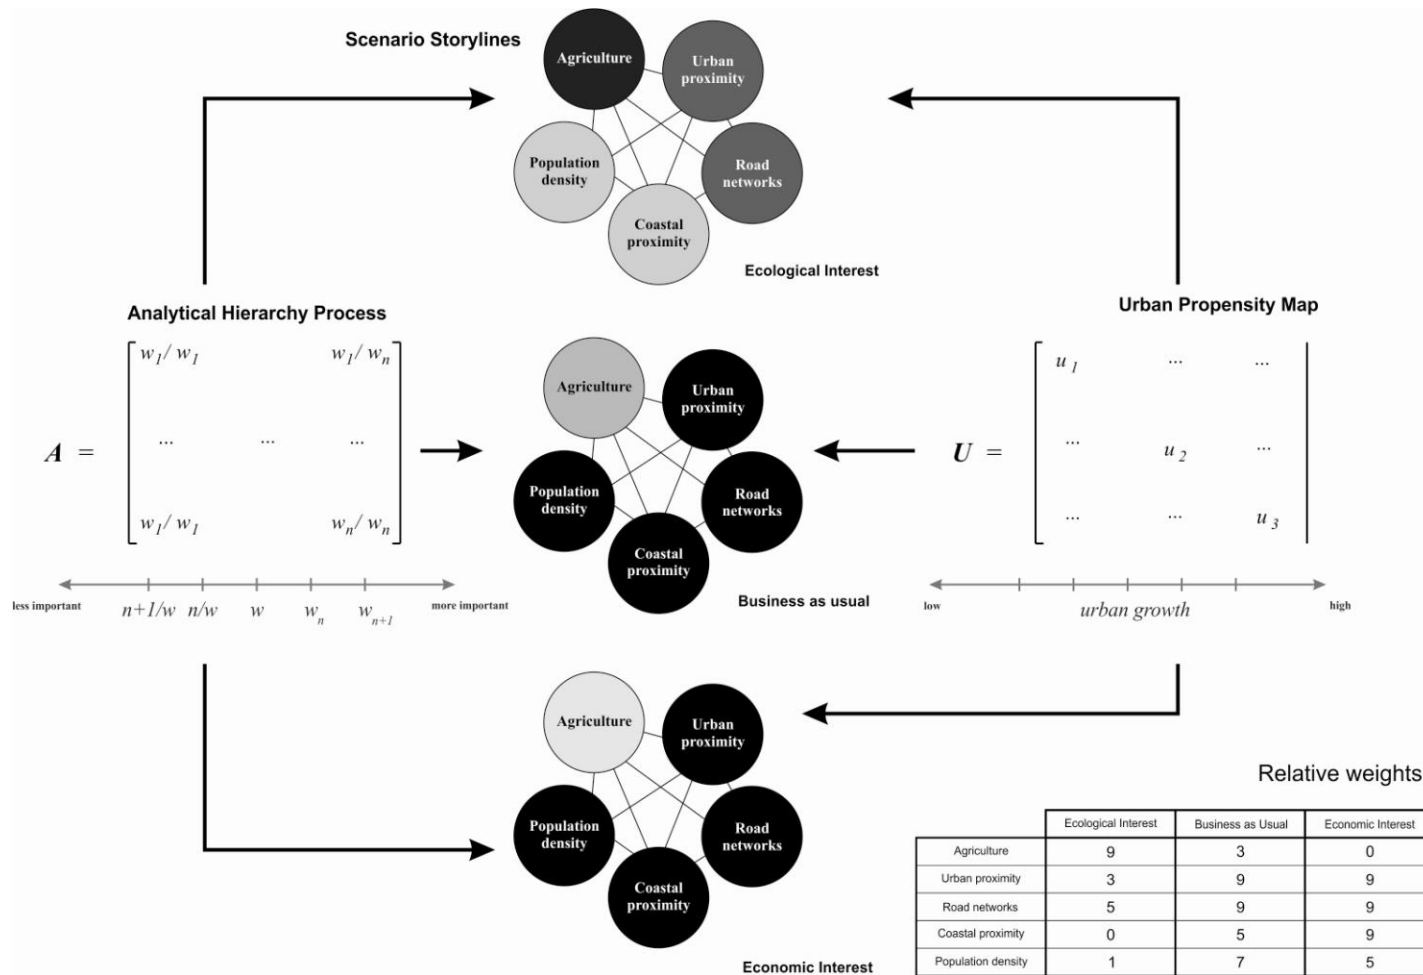 Scenario Storylines
Agriculture
Urban
proximity
Population
density
Road
networks
Coastal
proximity
Ecological Interest
Analytical Hierarchy Process
A =
w1/ w1
w1/ wn
... ... ...
w1/ w1
wn/ wn
less important
more important
n+1/w n/w w wn wn+1
Agriculture
Urban
proximity
Population
density
Road
networks
Coastal
proximity
Business as usual
Urban Propensity Map
U =
u1 ... ...
... u2 ...
... ... u3
low
urban growth
high
Agriculture
Urban
proximity
Population
density
Road
networks
Coastal
proximity
Economic Interest
Relative weights
Ecological Interest Business as Usual Economic Interest
Agriculture 9 3 0
Urban proximity 3 9 9
Road networks 5 9 9
Coastal proximity 0 5 9
Population density 1 7 5